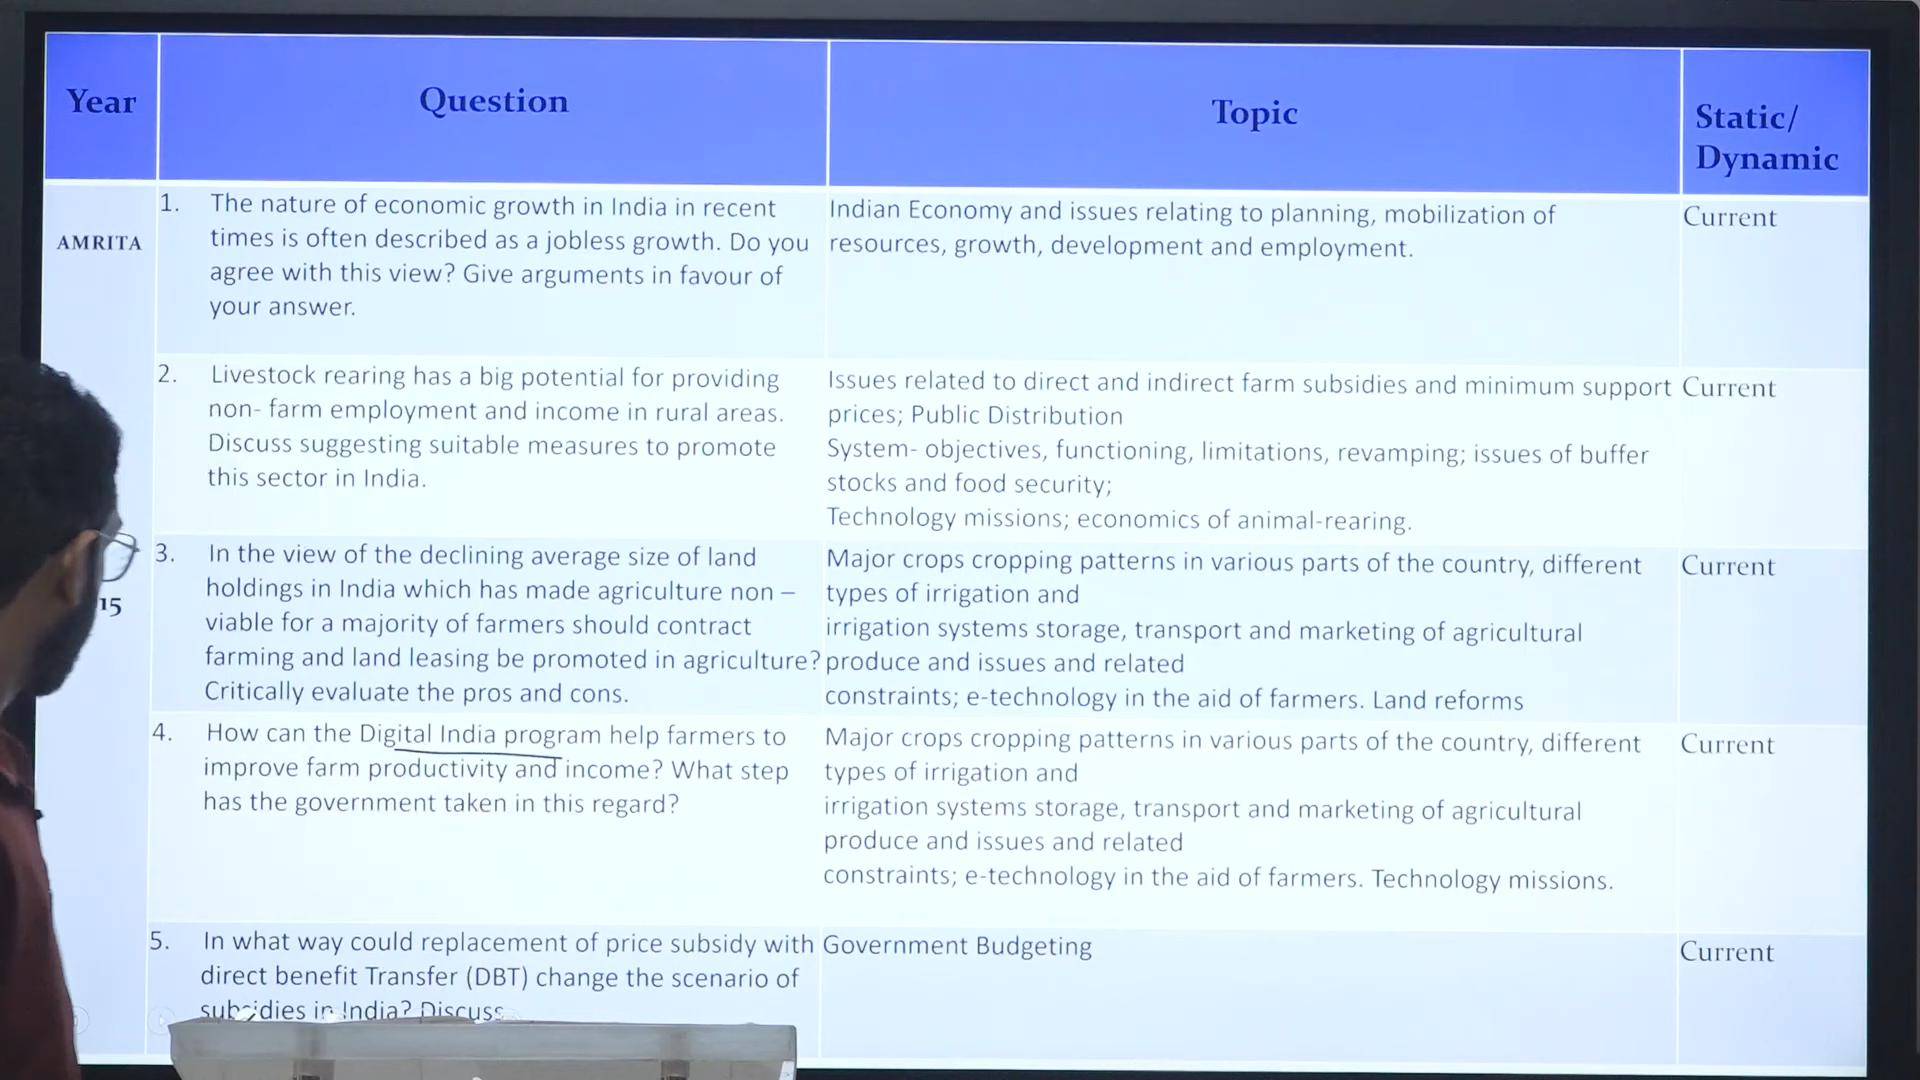 Year
Question
Topic
Static/
Dynamic
AMRITA
15
1. The nature of economic growth in India in recent
times is often described as a jobless growth. Do you
agree with this view? Give arguments in favour of
your answer.
Indian Economy and issues relating to planning, mobilization of
resources, growth, development and employment.
Current
2. Livestock rearing has a big potential for providing
non- farm employment and income in rural areas.
Discuss suggesting suitable measures to promote
this sector in India.
Issues related to direct and indirect farm subsidies and minimum support
prices; Public Distribution
System- objectives, functioning, limitations, revamping; issues of buffer
stocks and food security;
Technology missions; economics of animal-rearing.
Current
3. In the view of the declining average size of land
holdings in India which has made agriculture non –
viable for a majority of farmers should contract
farming and land leasing be promoted in agriculture?
Critically evaluate the pros and cons.
Major crops cropping patterns in various parts of the country, different
types of irrigation and
irrigation systems storage, transport and marketing of agricultural
produce and issues and related
constraints; e-technology in the aid of farmers. Land reforms
Current
4. How can the Digital India program help farmers to
improve farm productivity and income? What step
has the government taken in this regard?
Major crops cropping patterns in various parts of the country, different
types of irrigation and
irrigation systems storage, transport and marketing of agricultural
produce and issues and related
constraints; e-technology in the aid of farmers. Technology missions.
Current
5. In what way could replacement of price subsidy with
direct benefit Transfer (DBT) change the scenario of
subsidies in India? Discuss
Government Budgeting
Current